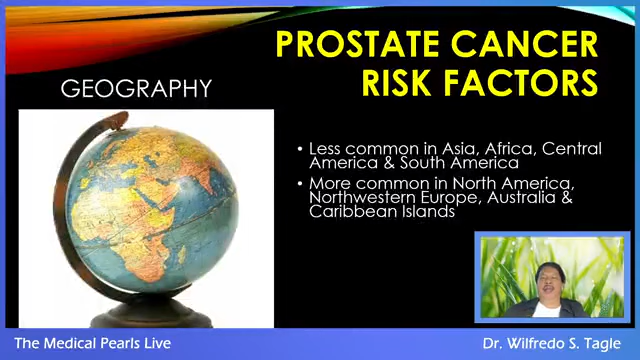 PROSTATE CANCER
RISK FACTORS
GEOGRAPHY
• Less common in Asia, Africa, Central
America & South America
• More common in North America,
Northwestern Europe, Australia &
Caribbean Islands
The Medical Pearls Live
Dr. Wilfredo S. Tagle